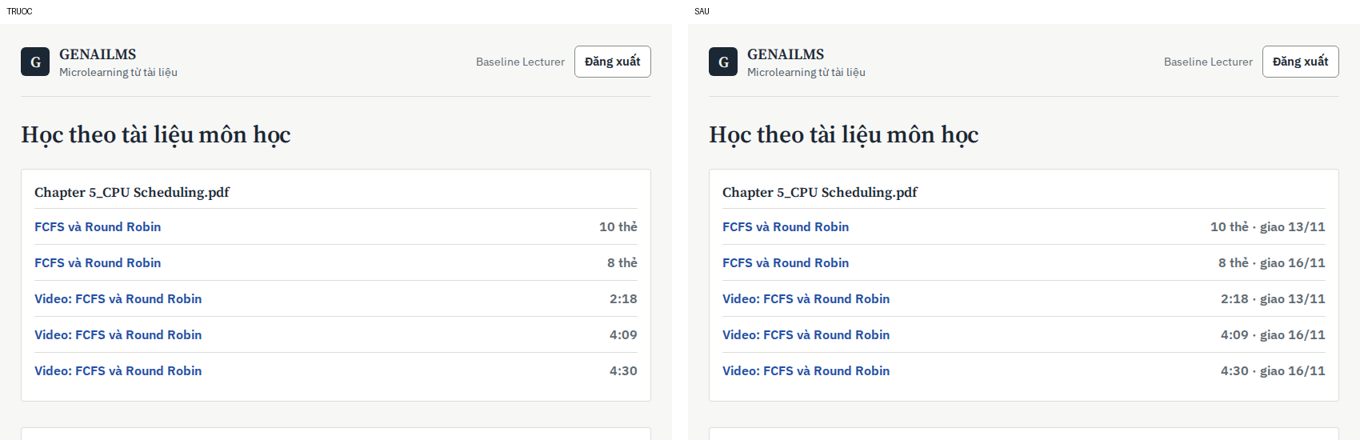 TRUOC
G
GENAILMS
Microlearning từ tài liệu
Baseline Lecturer
Đăng xuất
Học theo tài liệu môn học
Chapter 5_CPU Scheduling.pdf
FCFS và Round Robin 10 thẻ
FCFS và Round Robin 8 thẻ
Video: FCFS và Round Robin 2:18
Video: FCFS và Round Robin 4:09
Video: FCFS và Round Robin 4:30
SAU
G
GENAILMS
Microlearning từ tài liệu
Baseline Lecturer
Đăng xuất
Học theo tài liệu môn học
Chapter 5_CPU Scheduling.pdf
FCFS và Round Robin 10 thẻ · giao 13/11
FCFS và Round Robin 8 thẻ · giao 16/11
Video: FCFS và Round Robin 2:18 · giao 13/11
Video: FCFS và Round Robin 4:09 · giao 16/11
Video: FCFS và Round Robin 4:30 · giao 16/11